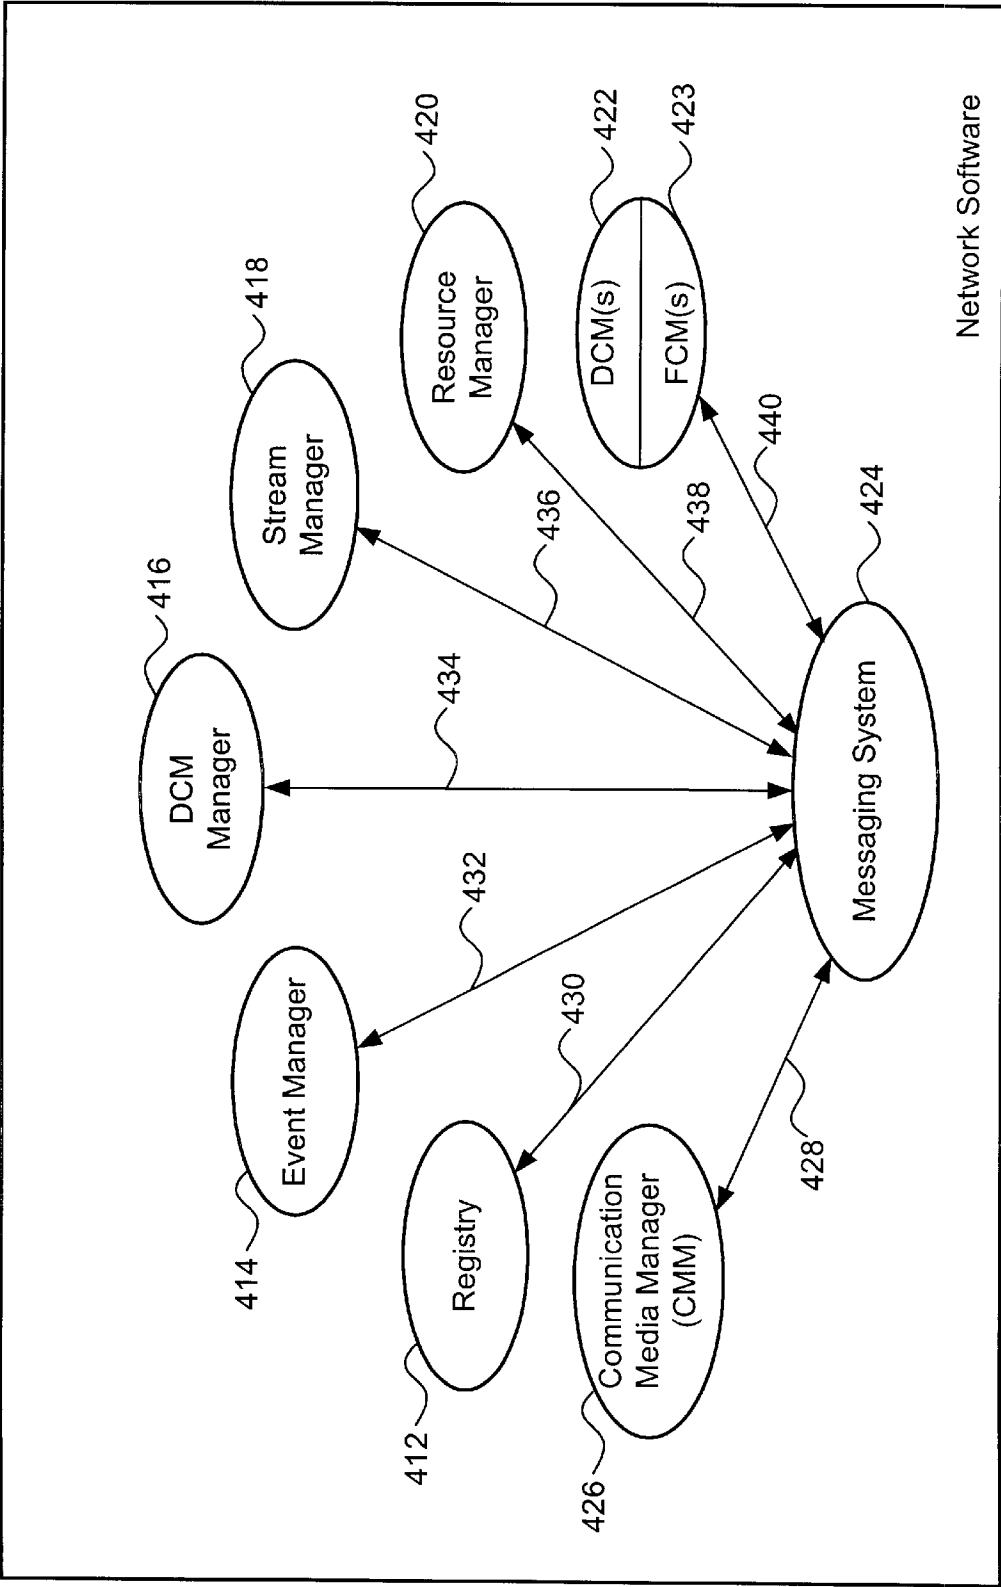 416
DCM
Manager
418
Stream
Manager
414
Event Manager
420
Resource
Manager
412
Registry
422
DCM(s)
FCM(s)
423
426
Communication
Media Manager
(CMM)
428
430
432
434
436
438
440
424
Messaging System
Network Software